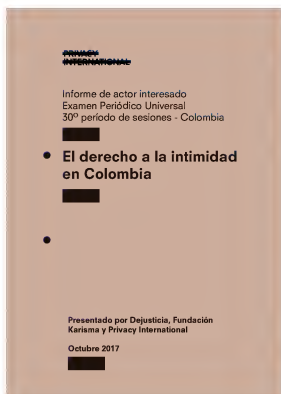 PRIVACY
INTERNATIONAL
Informe de actor interesado
Examen Periódico Universal
30º período de sesiones - Colombia
El derecho a la intimidad
en Colombia
Presentado por Dejusticia, Fundación
Karisma y Privacy International
Octubre 2017